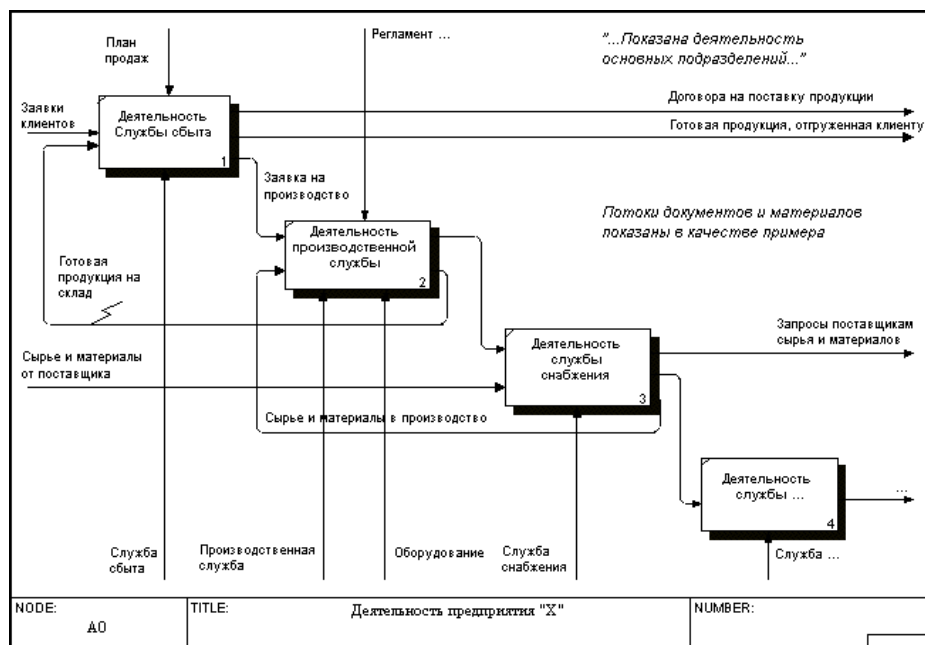 План
продаж
Регламент ...
"...Показана деятельность
основных подразделений..."
Заявки
клиентов
Деятельность
Службы сбыта
1
Договора на поставку продукции
Готовая продукция, отгруженная клиенту
Заявка на
производство
Деятельность
производственной
службы
2
Потоки документов и материалов
показаны в качестве примера
Готовая
продукция на
склад
Запросы поставщикам
сырья и материалов
Деятельность
службы
снабжения
3
Сырье и материалы
от поставщика
Сырье и материалы в производство
Деятельность
службы ...
4
...
Служба
сбыта
Производственная
служба
Оборудование
Служба
снабжения
Служба ...
NODE:
A0
TITLE:
Деятельность предприятия "X"
NUMBER: